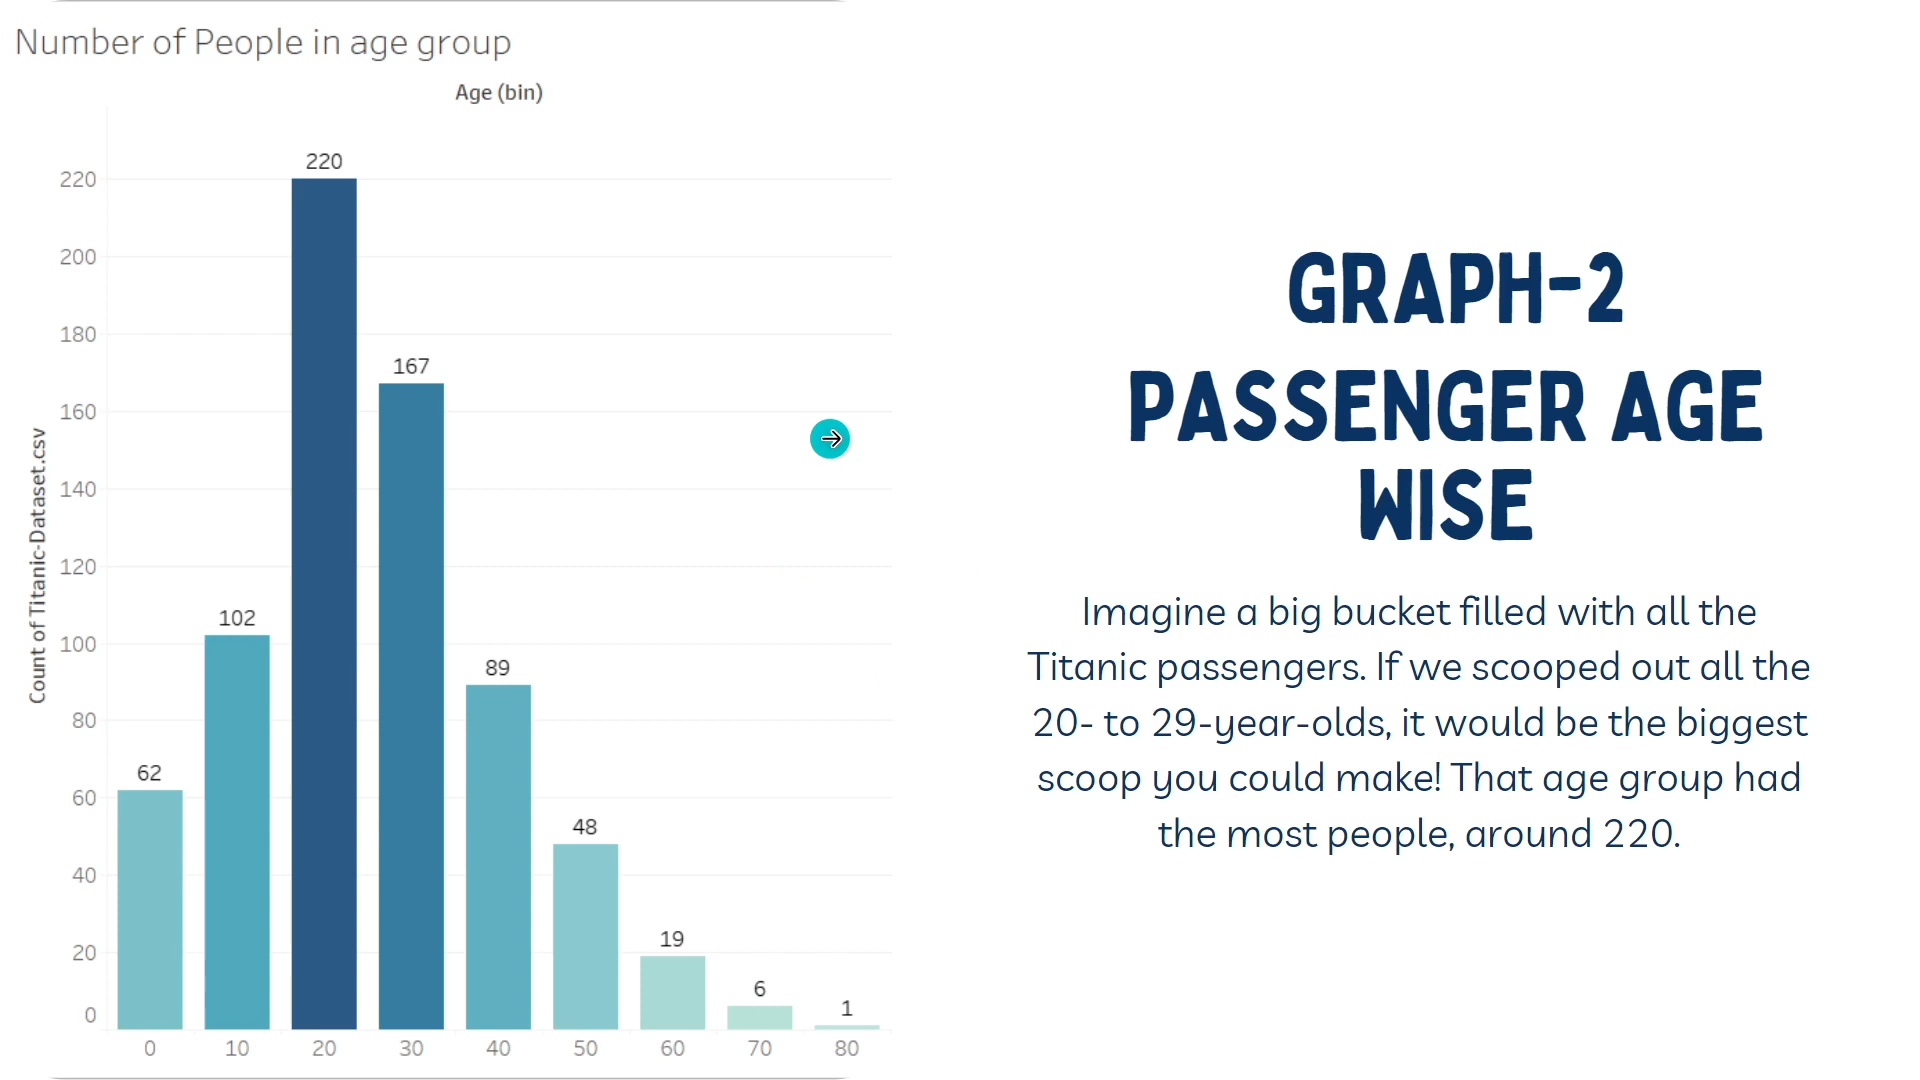 Number of People in age group
Age (bin)
Count of Titanic-Dataset.csv
220
200
180
160
140
120
100
80
60
40
20
0
62
102
220
167
89
48
19
6
1
0 10 20 30 40 50 60 70 80
GRAPH-2
PASSENGER AGE
WISE
Imagine a big bucket filled with all the
Titanic passengers. If we scooped out all the
20- to 29-year-olds, it would be the biggest
scoop you could make! That age group had
the most people, around 220.